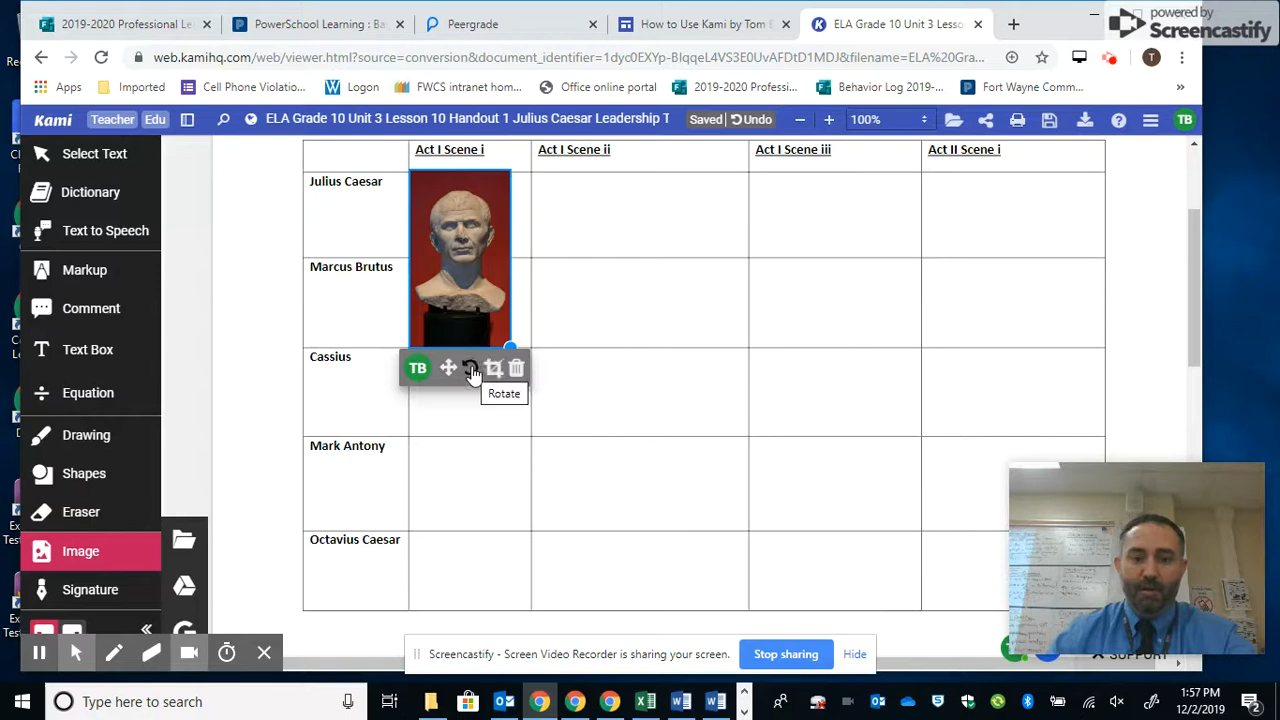 2019-2020 Professional Le
PowerSchool Learning : Ba
Peergrade
How to Use Kami by Tom E
ELA Grade 10 Unit 3 Lesso
powered by
Screencastify
web.kamihq.com/web/viewer.html?source=conversion&document_identifier=1dyc0EXYp-BIqqeL4VS3E0UvAFDtD1MDJ&filename=ELA%20Gra...
T
Apps
Imported
Cell Phone Violatio...
Logon
FWCS intranet hom...
Office online portal
2019-2020 Professi...
Behavior Log 2019-...
Fort Wayne Comm...
»
Kami
Teacher
Edu
ELA Grade 10 Unit 3 Lesson 10 Handout 1 Julius Caesar Leadership T
Saved
Undo
100%
TB
Select Text
Dictionary
Text to Speech
Markup
Comment
Text Box
Equation
Drawing
Shapes
Eraser
Image
Signature
Act I Scene i
Act I Scene ii
Act I Scene iii
Act II Scene i
Julius Caesar
Marcus Brutus
Cassius
Mark Antony
Octavius Caesar
TB
Rotate
Screencastify - Screen Video Recorder is sharing your screen.
Stop sharing
Hide
SUPPORT
Type here to search
1:57 PM
12/2/2019
2